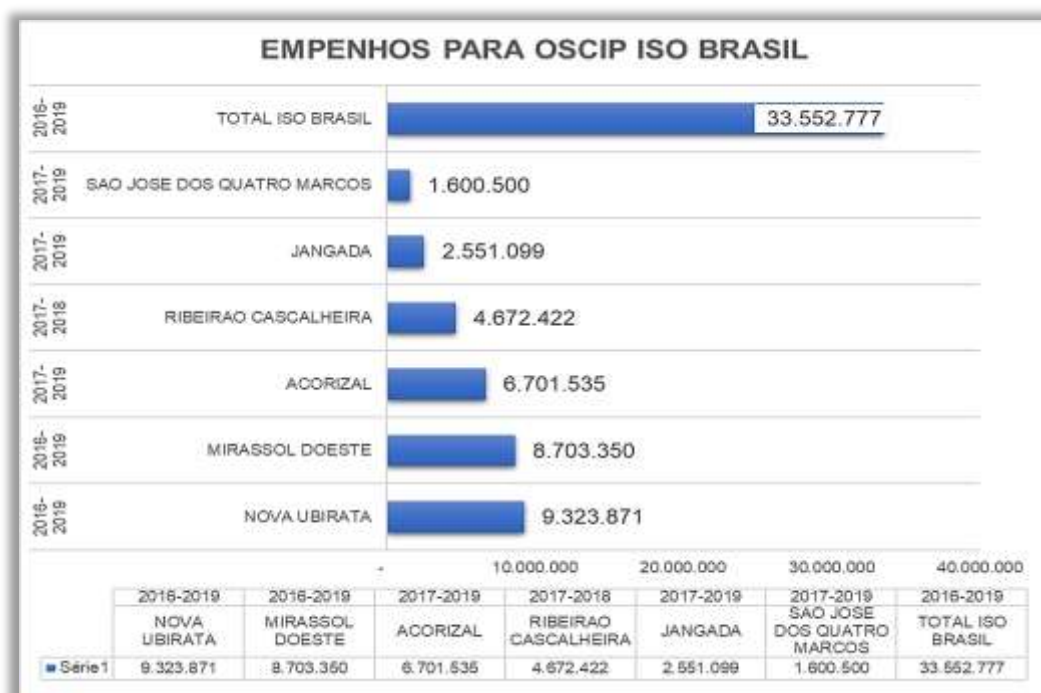 EMPENHOS PARA OSCIP ISO BRASIL
2016-
2019
TOTAL ISO BRASIL
33.552.777
2017-
2019
SAO JOSE DOS QUATRO MARCOS
1.600.500
2017-
2019
JANGADA
2.551.099
2017-
2018
RIBEIRAO CASCALHEIRA
4.672.422
2017-
2019
ACORIZAL
6.701.535
2016-
2019
MIRASSOL DOESTE
8.703.350
2016-
2019
NOVA UBIRATA
9.323.871
- 10.000.000 20.000.000 30.000.000 40.000.000
2016-2019 2016-2019 2017-2019 2017-2018 2017-2019 2017-2019 2016-2019
NOVA UBIRATA
MIRASSOL DOESTE
ACORIZAL
RIBEIRAO CASCALHEIRA
JANGADA
SAO JOSE DOS QUATRO MARCOS
TOTAL ISO BRASIL
Série1 9.323.871 8.703.350 6.701.535 4.672.422 2.551.099 1.600.500 33.552.777